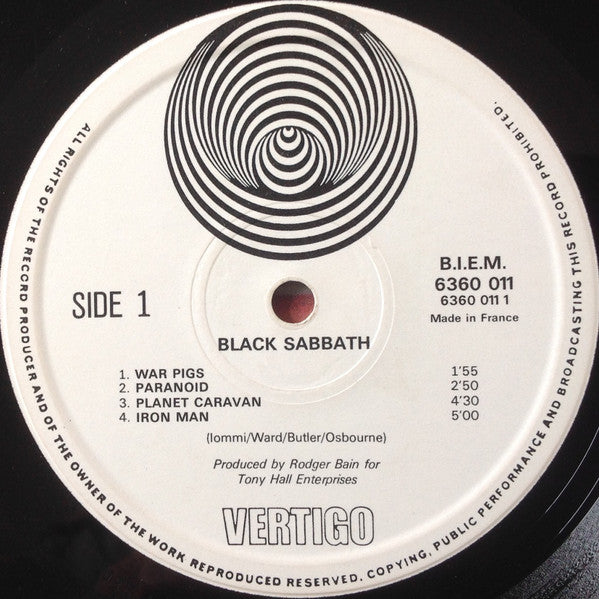 SIDE 1
B.I.E.M.
6360 011
6360 011 1
Made in France
BLACK SABBATH
1. WAR PIGS 1'55
2. PARANOID 2'50
3. PLANET CARAVAN 4'30
4. IRON MAN 5'00
(Iommi/Ward/Butler/Osbourne)
Produced by Rodger Bain for
Tony Hall Enterprises
VERTIGO
ALL RIGHTS OF THE RECORD PRODUCER AND OF THE OWNER OF THE WORK REPRODUCED RESERVED. COPYING, PUBLIC PERFORMANCE AND BROADCASTING THIS RECORD PROHIBITED.